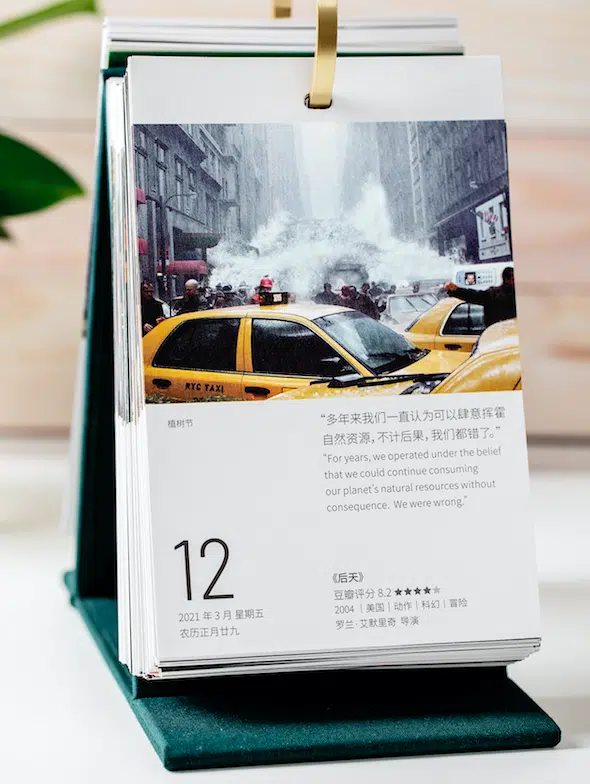 NYC TAXI
植树节
“多年来我们一直认为可以肆意挥霍
自然资源，不计后果，我们都错了。”
“For years, we operated under the belief
that we could continue consuming
our planet’s natural resources without
consequence. We were wrong.”
12
2021 年 3 月 星期五
农历正月廿九
《后天》
豆瓣评分 8.2 ★★★★★
2004 ｜美国｜动作｜科幻｜冒险
罗兰·艾默里奇 导演